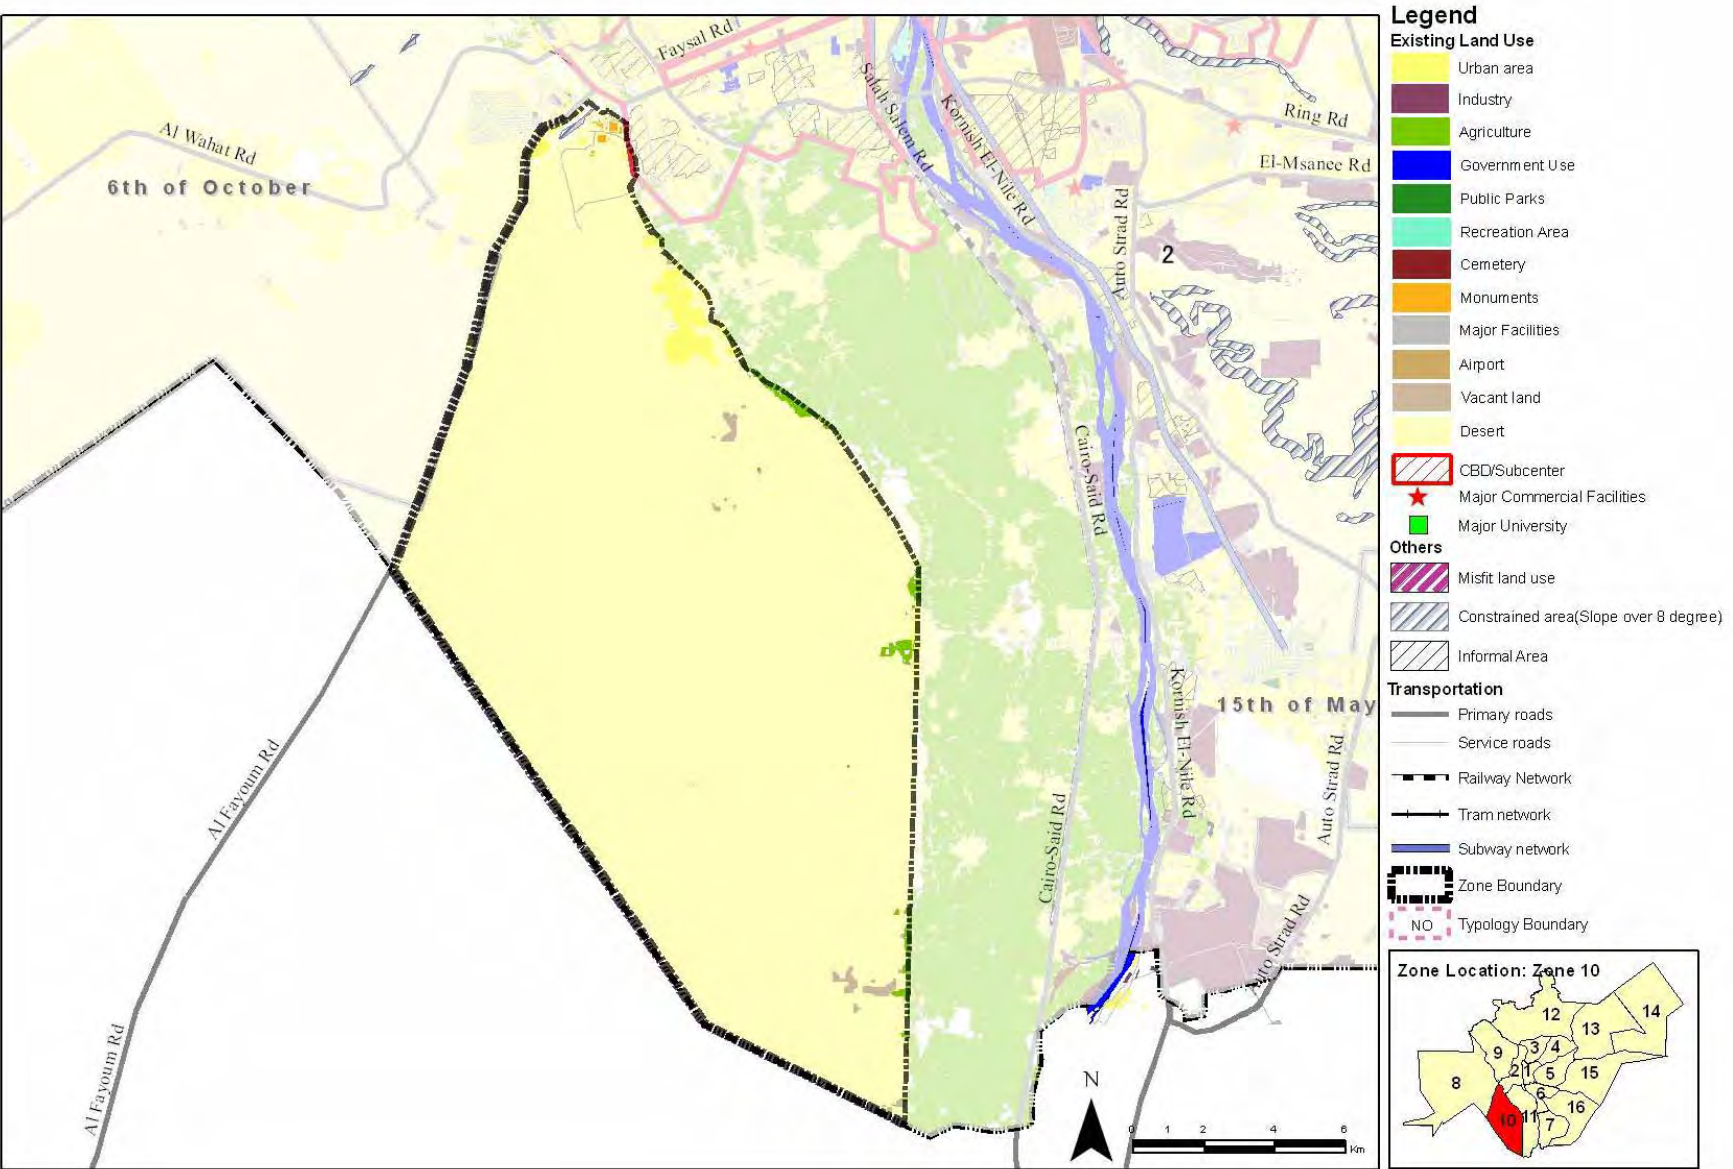 Faysal Rd
Al Wahat Rd
6th of October
Salah Salem Rd
Kornish El-Nile Rd
Ring Rd
El-Msanee Rd
Auto Strad Rd
2
Cairo-Said Rd
Kornish El-Nile Rd
15th of May
Al Fayoum Rd
Cairo-Said Rd
Auto Strad Rd
Auto Strad Rd
Al Fayoum Rd
N
0 1 2 4 6
Km
Legend
Existing Land Use
Urban area
Industry
Agriculture
Government Use
Public Parks
Recreation Area
Cemetery
Monuments
Major Facilities
Airport
Vacant land
Desert
CBD/Subcenter
Major Commercial Facilities
Major University
Others
Misfit land use
Constrained area(Slope over 8 degree)
Informal Area
Transportation
Primary roads
Service roads
Railway Network
Tram network
Subway network
Zone Boundary
NO Typology Boundary
Zone Location: Zone 10
14
12
13
3 4
9
2 1 5 15
8
6
16
10 11 7